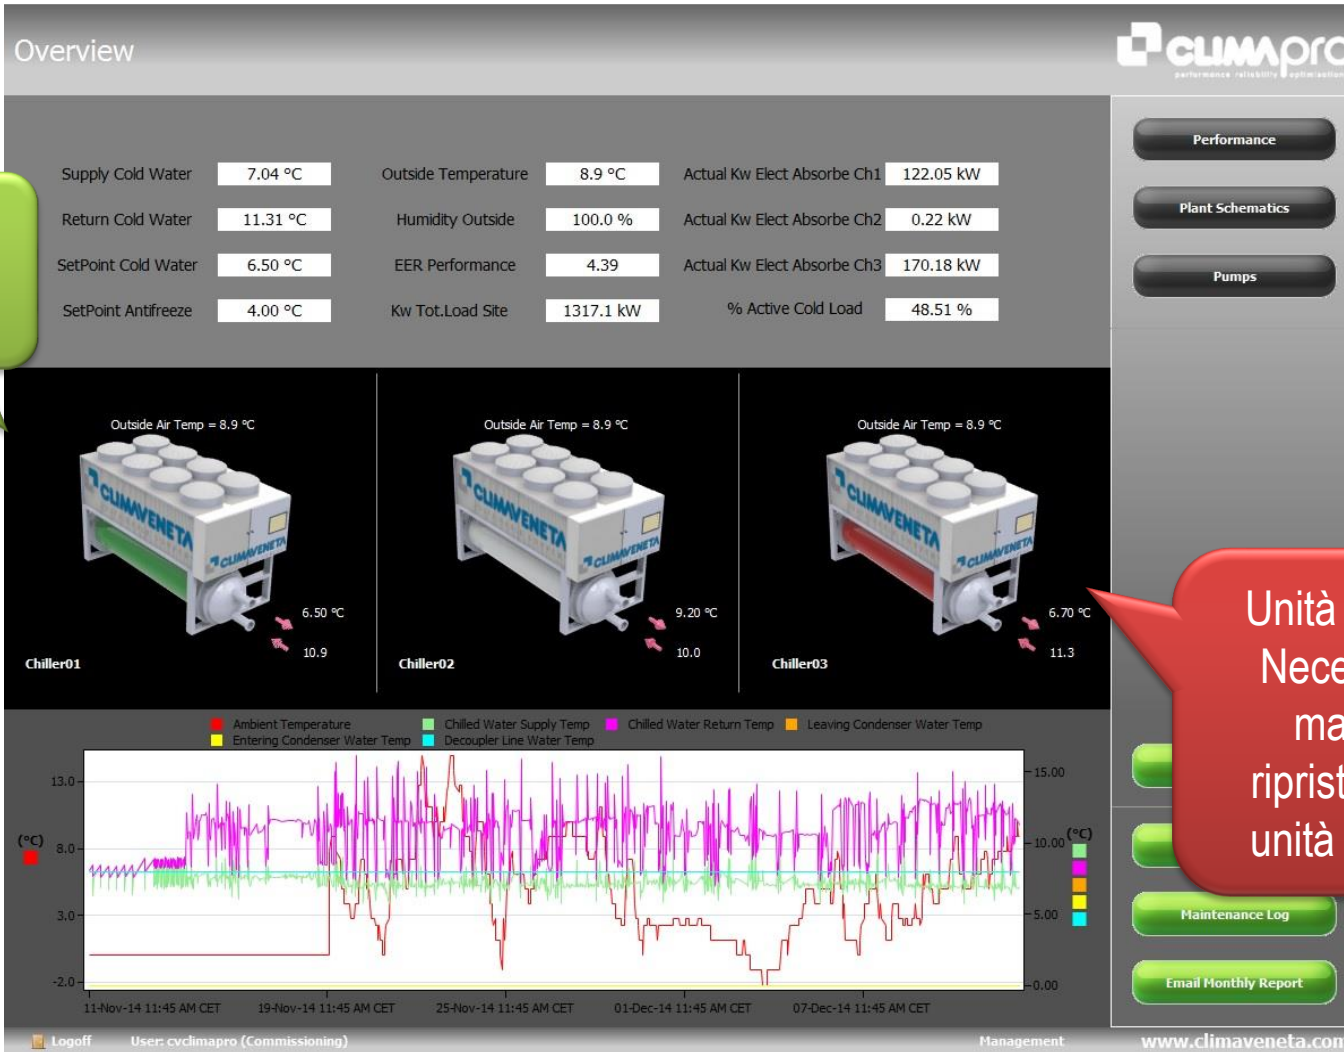 Overview
CLIMAPRO
performance reliability optimisation
Performance
Plant Schematics
Pumps
Supply Cold Water 7.04 °C
Outside Temperature 8.9 °C
Actual Kw Elect Absorbe Ch1 122.05 kW
Return Cold Water 11.31 °C
Humidity Outside 100.0 %
Actual Kw Elect Absorbe Ch2 0.22 kW
SetPoint Cold Water 6.50 °C
EER Performance 4.39
Actual Kw Elect Absorbe Ch3 170.18 kW
SetPoint Antifreeze 4.00 °C
Kw Tot.Load Site 1317.1 kW
% Active Cold Load 48.51 %
Outside Air Temp = 8.9 °C
CLIMAVENETA
CLIMAVENETA
6.50 °C
10.9
Chiller01
Outside Air Temp = 8.9 °C
CLIMAVENETA
CLIMAVENETA
9.20 °C
10.0
Chiller02
Outside Air Temp = 8.9 °C
CLIMAVENETA
CLIMAVENETA
6.70 °C
11.3
Chiller03
Unità
ripris
unità
Ambient Temperature
Chilled Water Supply Temp
Chilled Water Return Temp
Leaving Condenser Water Temp
Entering Condenser Water Temp
Decoupler Line Water Temp
13.0
8.0
3.0
-2.0
(°C)
15.00
10.00
5.00
0.00
(°C)
11-Nov-14 11:45 AM CET
19-Nov-14 11:45 AM CET
25-Nov-14 11:45 AM CET
01-Dec-14 11:45 AM CET
07-Dec-14 11:45 AM CET
Maintenance Log
Email Monthly Report
Logoff
User: cvclimapro (Commissioning)
Management
www.climaveneta.com